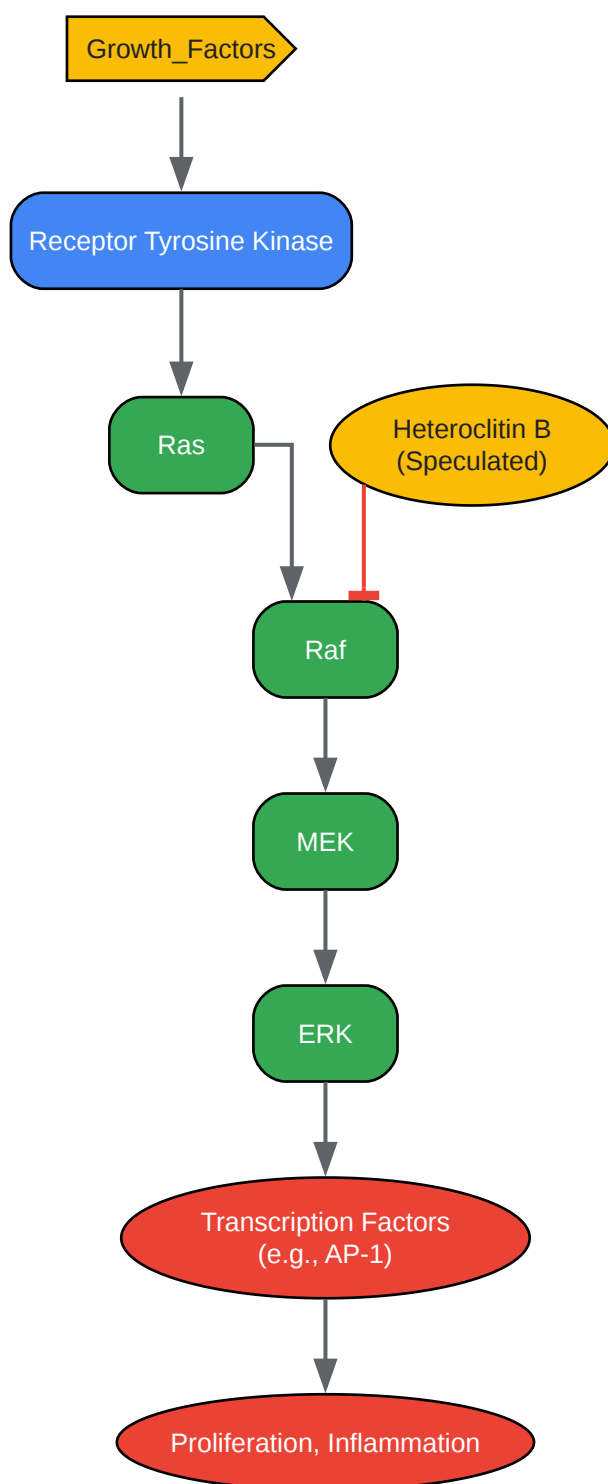 Growth_Factors
Receptor Tyrosine Kinase
Ras
Heteroclitin B
(Speculated)
Raf
MEK
ERK
Transcription Factors
(e.g., AP-1)
Proliferation, Inflammation